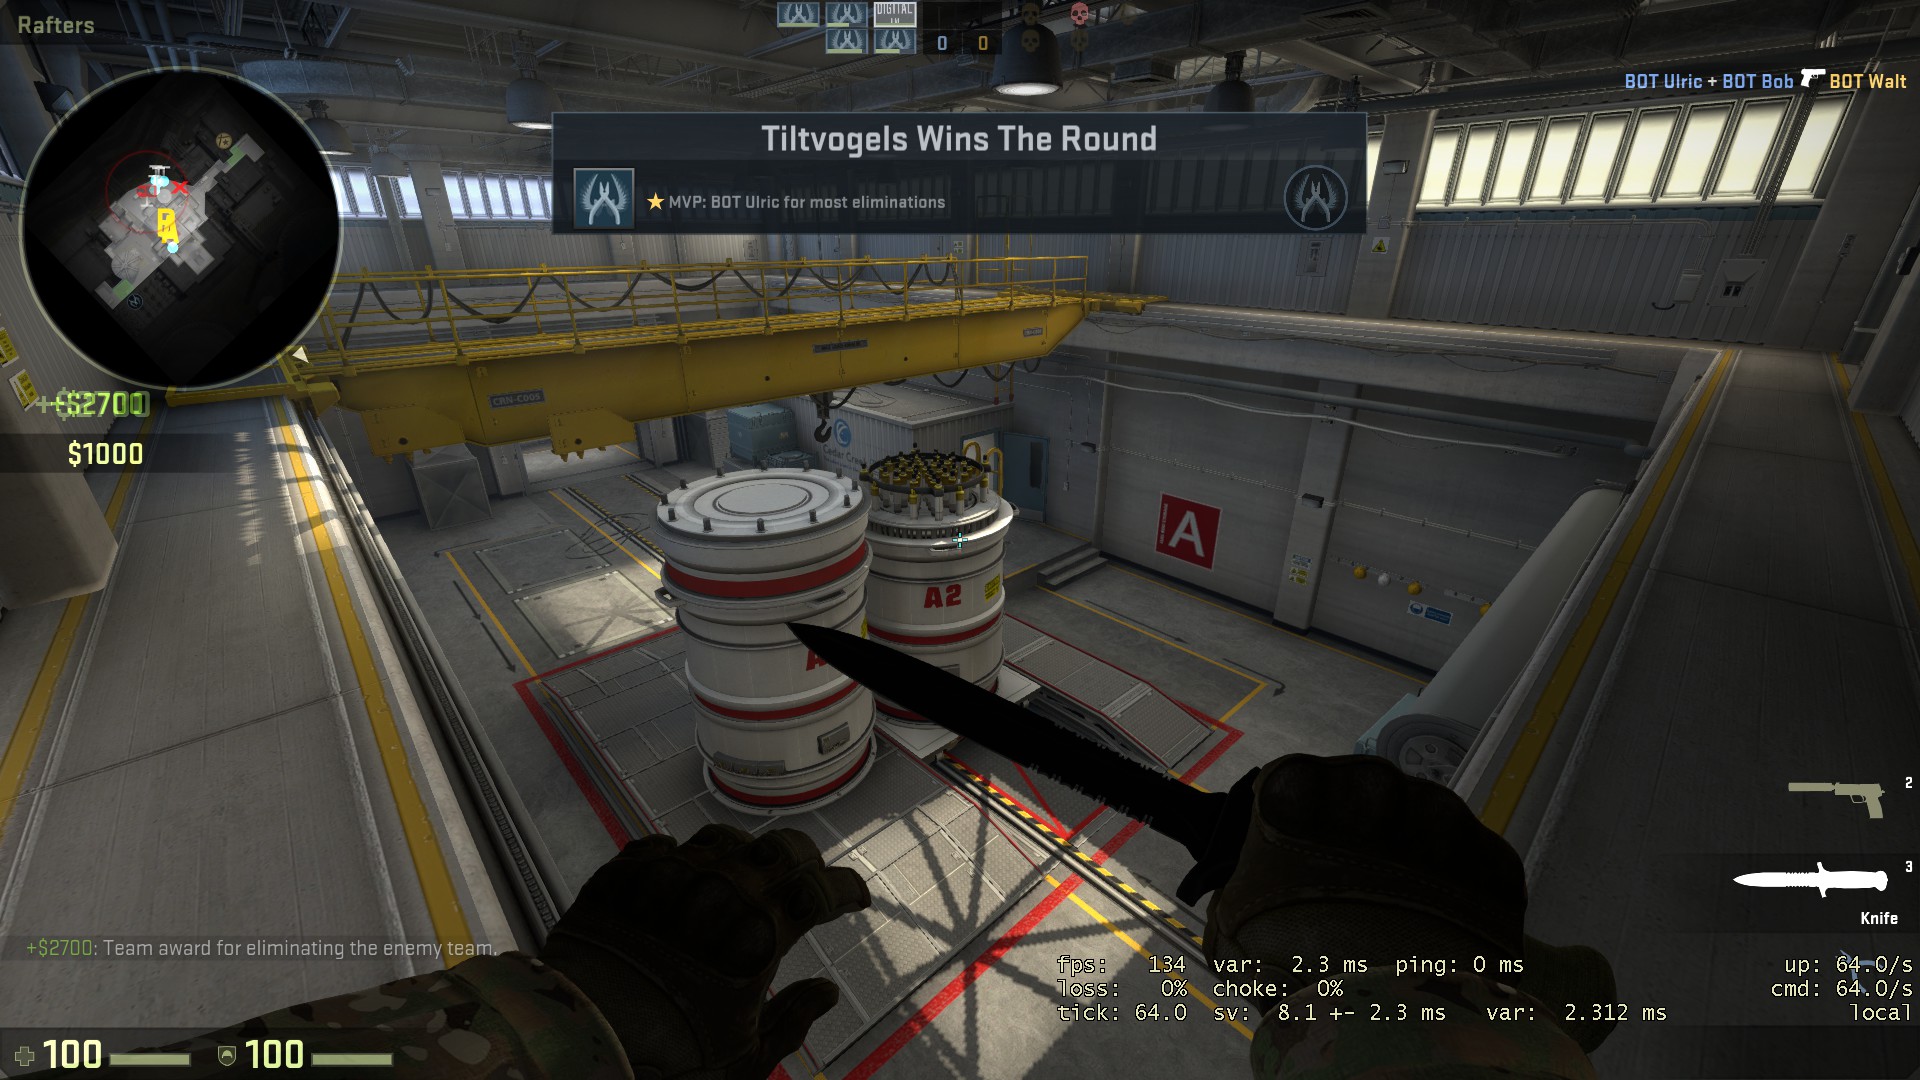 Rafters
DIGITAL
0 0
BOT Ulric + BOT Bob BOT Walt
Tiltvogels Wins The Round
MVP: BOT Ulric for most eliminations
$1000
CRN-C005
A
A2
2
3
Knife
+$2700: Team award for eliminating the enemy team.
fps: 134 var: 2.3 ms ping: 0 ms
loss: 0% choke: 0%
tick: 64.0 sv: 8.1 +- 2.3 ms var: 2.312 ms
up: 64.0/s
cmd: 64.0/s
local
100 100